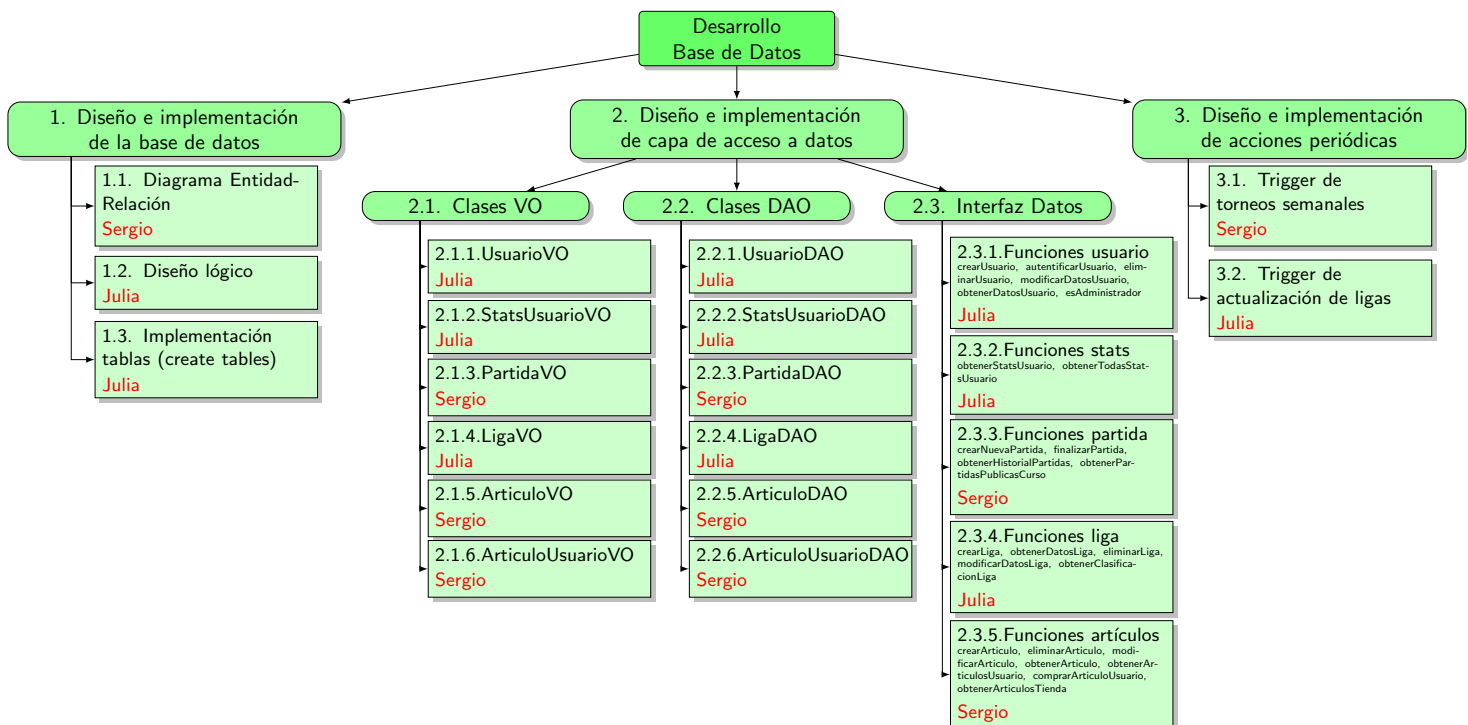 Desarrollo
Base de Datos
1. Diseño e implementación
de la base de datos
1.1. Diagrama Entidad-
Relación
Sergio
1.2. Diseño lógico
Julia
1.3. Implementación
tablas (create tables)
Julia
2. Diseño e implementación
de capa de acceso a datos
2.1. Clases VO
2.1.1.UsuarioVO
Julia
2.1.2.StatsUsuarioVO
Julia
2.1.3.PartidaVO
Sergio
2.1.4.LigaVO
Julia
2.1.5.ArticuloVO
Sergio
2.1.6.ArticuloUsuarioVO
Sergio
2.2. Clases DAO
2.2.1.UsuarioDAO
Julia
2.2.2.StatsUsuarioDAO
Julia
2.2.3.PartidaDAO
Sergio
2.2.4.LigaDAO
Julia
2.2.5.ArticuloDAO
Sergio
2.2.6.ArticuloUsuarioDAO
Sergio
2.3. Interfaz Datos
2.3.1.Funciones usuario
crearUsuario, autentificarUsuario, elim-
inarUsuario, modificarDatosUsuario,
obtenerDatosUsuario, esAdministrador
Julia
2.3.2.Funciones stats
obtenerStatsUsuario, obtenerTodasStat-
sUsuario
Julia
2.3.3.Funciones partida
crearNuevaPartida, finalizarPartida,
obtenerHistorialPartidas, obtenerPar-
tidasPublicasCurso
Sergio
2.3.4.Funciones liga
crearLiga, obtenerDatosLiga, eliminarLiga,
modificarDatosLiga, obtenerClasifica-
cionLiga
Julia
2.3.5.Funciones artículos
crearArticulo, eliminarArticulo, modi-
ficarArticulo, obtenerArticulo, obtenerAr-
ticulosUsuario, comprarArticuloUsuario,
obtenerArticulosTienda
Sergio
3. Diseño e implementación
de acciones periódicas
3.1. Trigger de
torneos semanales
Sergio
3.2. Trigger de
actualización de ligas
Julia